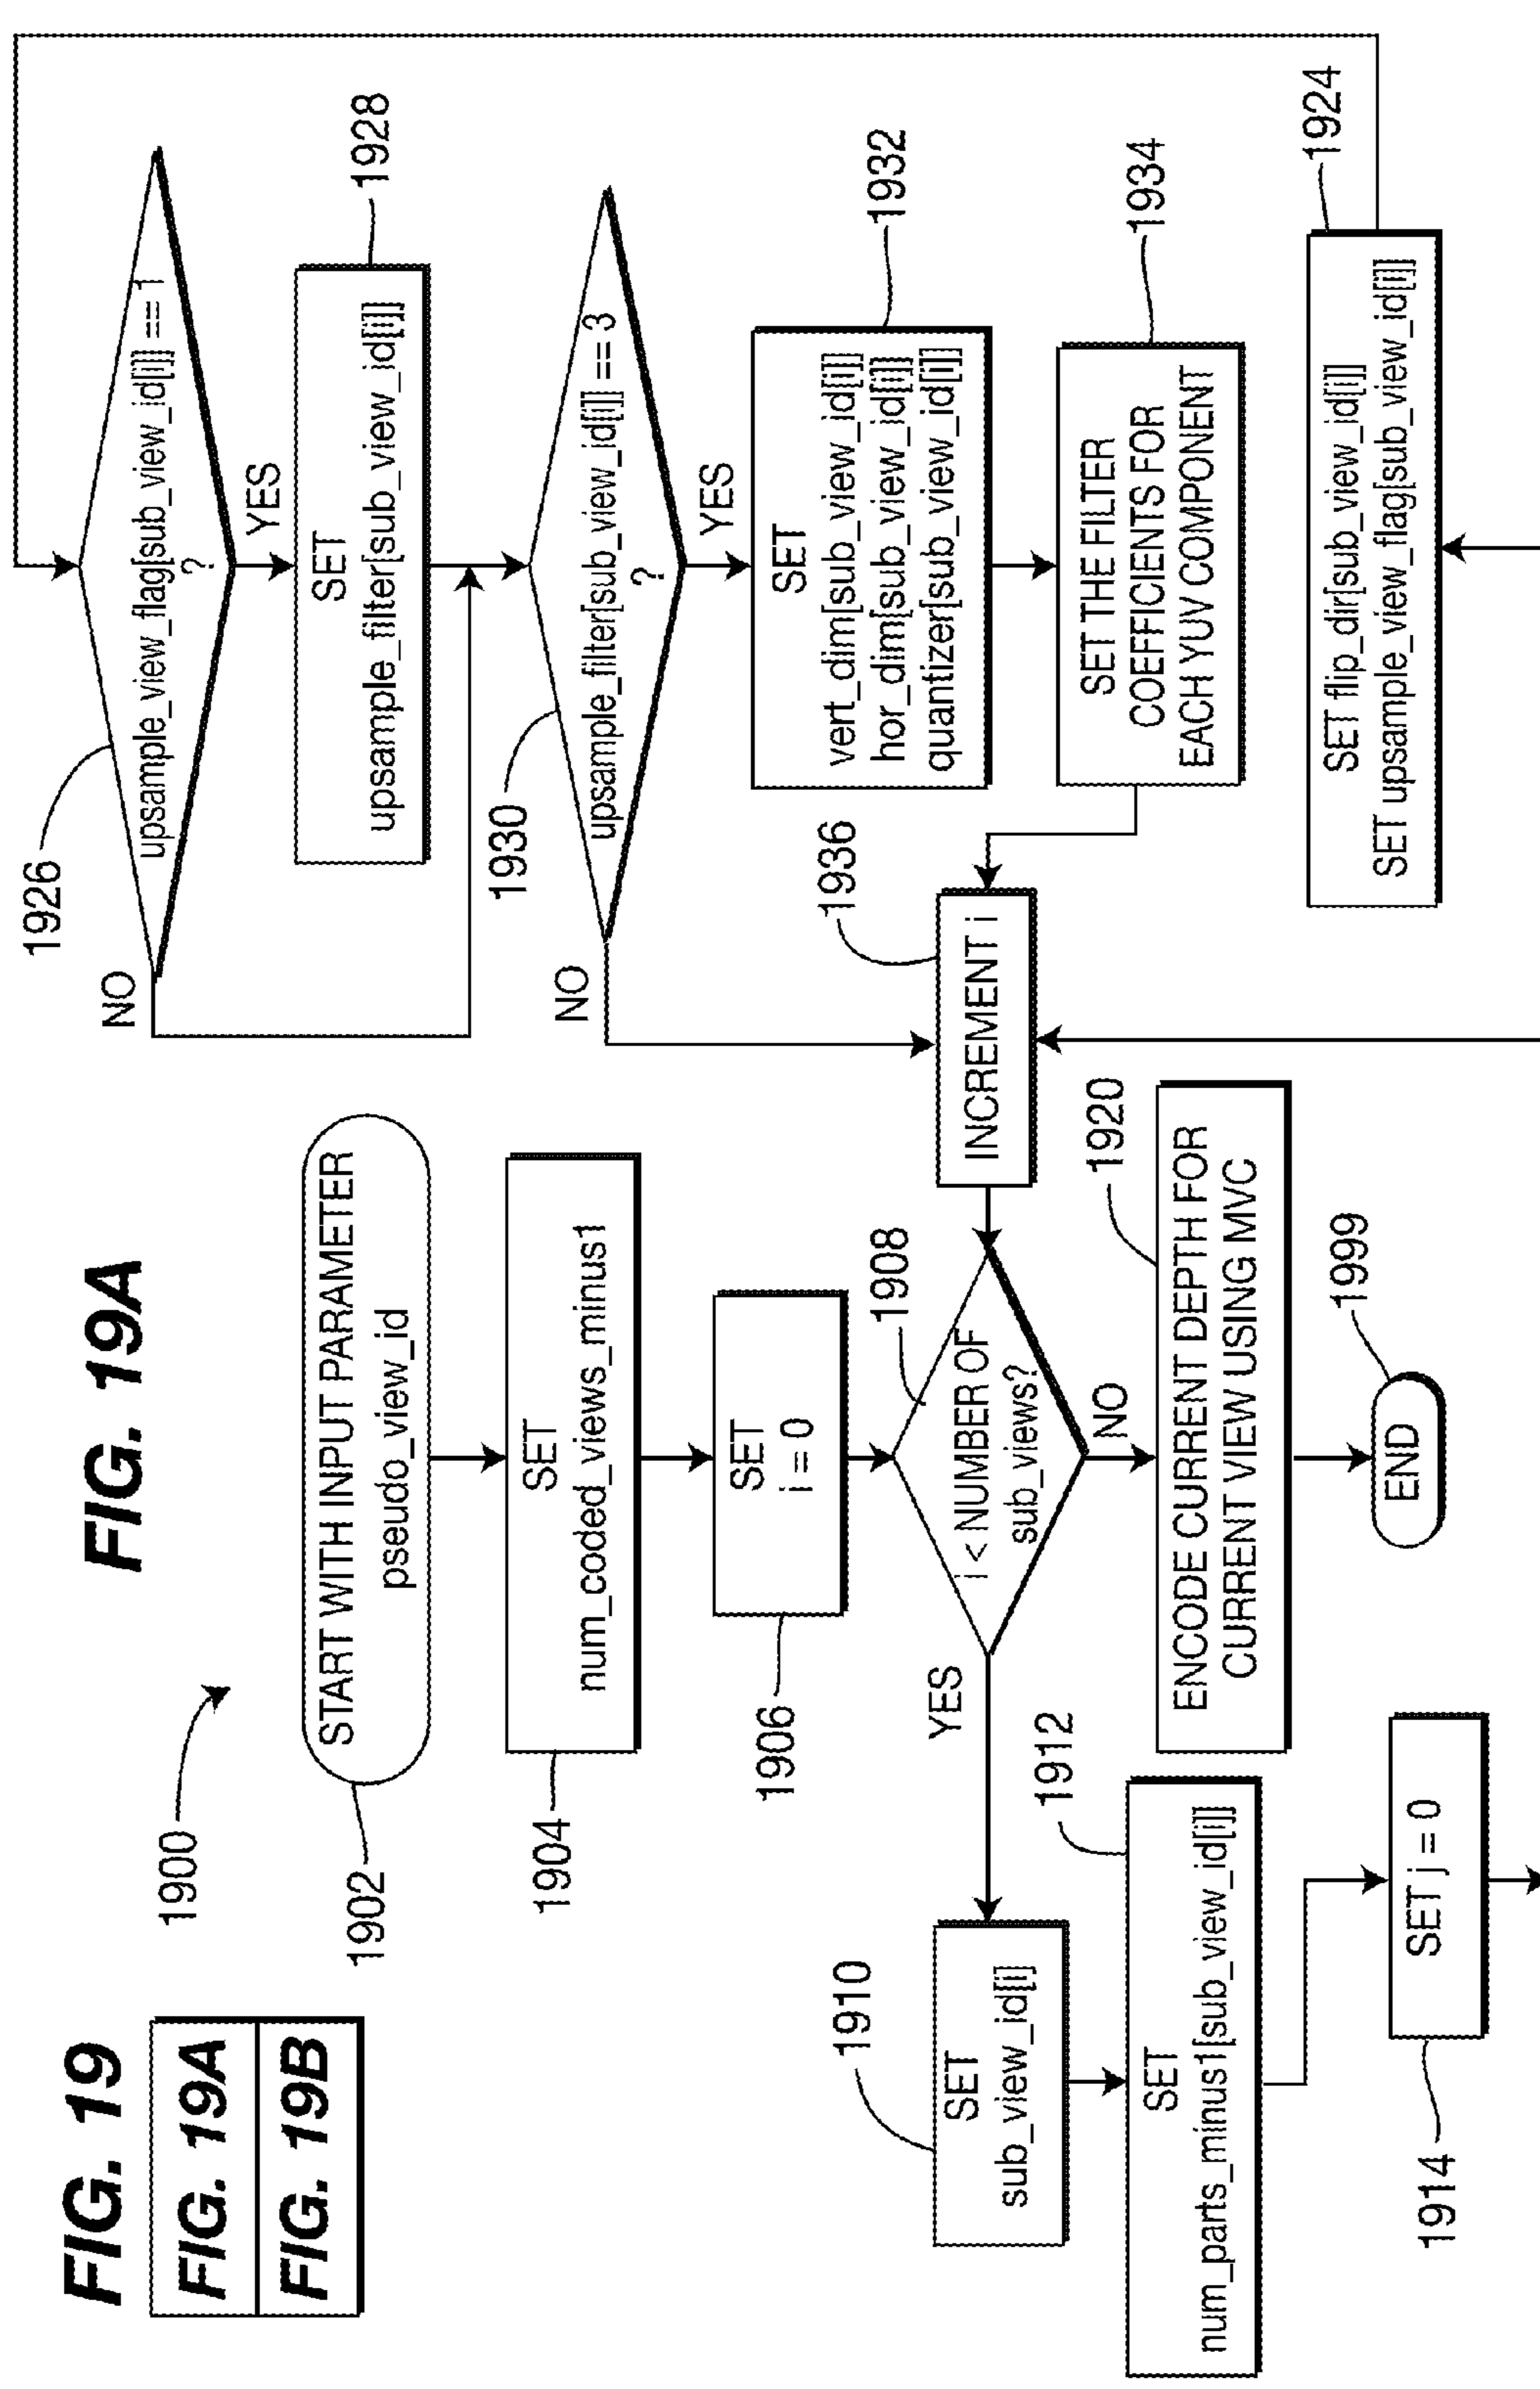 FIG. 19
FIG. 19A
FIG. 19B
FIG. 19A
1900
1902
START WITH INPUT PARAMETER
pseudo_view_id
1904
SET
num_coded_views_minus1
1906
SET
i = 0
1908
i < NUMBER OF
sub_views?
YES
NO
1910
SET
sub_view_id[i]
1912
SET
num_parts_minus1[sub_view_id[i]]
1914
SET j = 0
1920
ENCODE CURRENT DEPTH FOR
CURRENT VIEW USING MVC
1999
END
1926
upsample_view_flag[sub_view_id[i]] == 1
?
NO
YES
1928
SET
upsample_filter[sub_view_id[i]]
1930
upsample_filter[sub_view_id[i]] == 3
?
NO
YES
1932
SET
vert_dim[sub_view_id[i]]
hor_dim[sub_view_id[i]]
quantizer[sub_view_id[i]]
1934
SET THE FILTER
COEFFICIENTS FOR
EACH YUV COMPONENT
1936
INCREMENT i
1924
SET flip_dir[sub_view_id[i]]
SET upsample_view_flag[sub_view_id[i]]